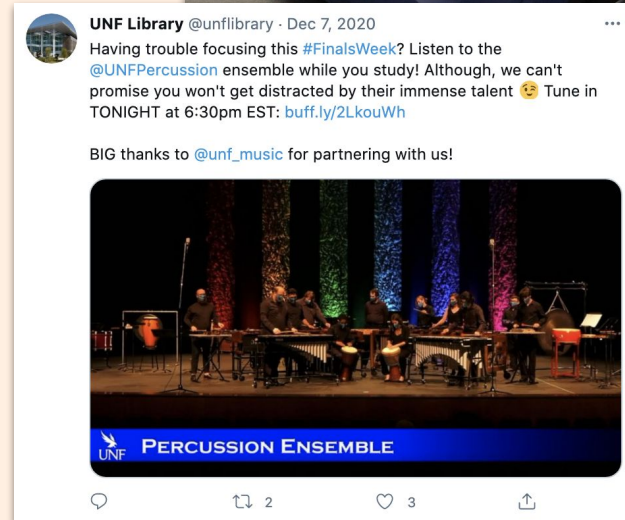 UNF Library @unflibrary · Dec 7, 2020
Having trouble focusing this #FinalsWeek? Listen to the
@UNFPercussion ensemble while you study! Although, we can't
promise you won't get distracted by their immense talent 😉 Tune in
TONIGHT at 6:30pm EST: buff.ly/2LkouWh
BIG thanks to @unf_music for partnering with us!
UNF PERCUSSION ENSEMBLE
2 3